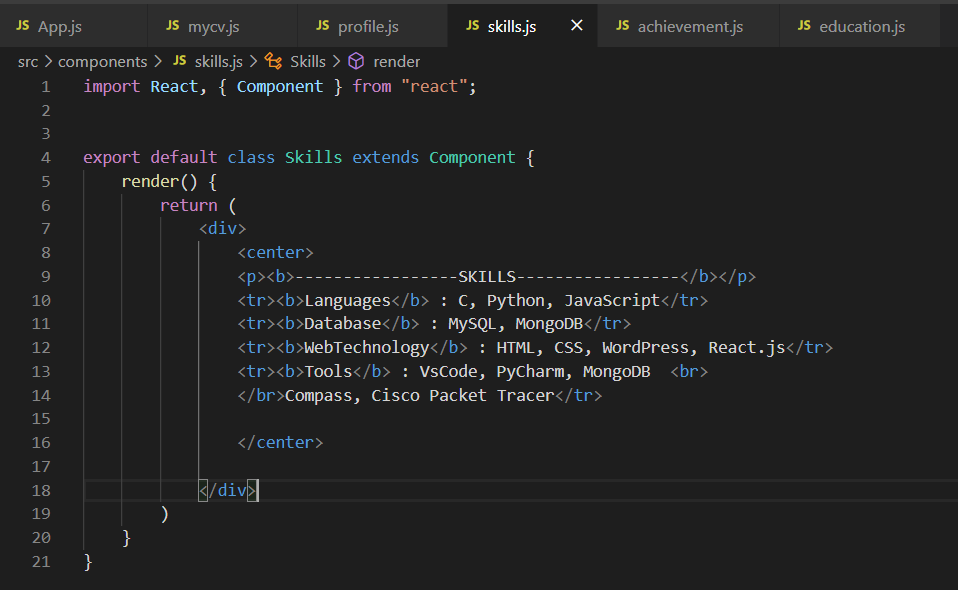 JS App.js JS mycv.js JS profile.js JS skills.js × JS achievement.js JS education.js
src > components > JS skills.js > Skills > render
1 import React, { Component } from "react";
2
3
4 export default class Skills extends Component {
5 render() {
6 return (
7 <div>
8 <center>
9 <p><b>-----------------SKILLS-----------------</b></p>
10 <tr><b>Languages</b> : C, Python, JavaScript</tr>
11 <tr><b>Database</b> : MySQL, MongoDB</tr>
12 <tr><b>WebTechnology</b> : HTML, CSS, WordPress, React.js</tr>
13 <tr><b>Tools</b> : VsCode, PyCharm, MongoDB  <br>
14 </br>Compass, Cisco Packet Tracer</tr>
15
16 </center>
17
18 </div>
19 )
20 }
21 }